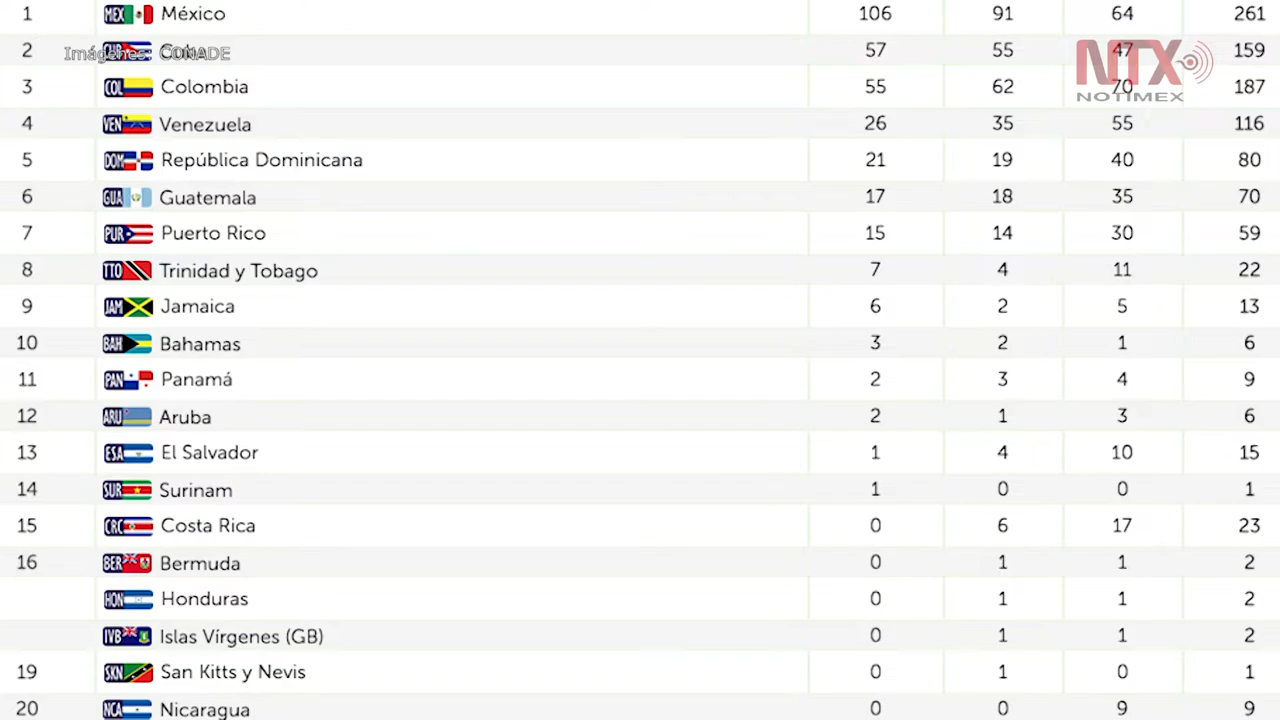 1 MEX México 106 91 64 261
Imágenes: CONADE
2 CUB Cuba 57 55 47 159
NTX
NOTIMEX
3 COL Colombia 55 62 70 187
4 VEN Venezuela 26 35 55 116
5 DOM República Dominicana 21 19 40 80
6 GUA Guatemala 17 18 35 70
7 PUR Puerto Rico 15 14 30 59
8 TTO Trinidad y Tobago 7 4 11 22
9 JAM Jamaica 6 2 5 13
10 BAH Bahamas 3 2 1 6
11 PAN Panamá 2 3 4 9
12 ARU Aruba 2 1 3 6
13 ESA El Salvador 1 4 10 15
14 SUR Surinam 1 0 0 1
15 CRC Costa Rica 0 6 17 23
16 BER Bermuda 0 1 1 2
HON Honduras 0 1 1 2
IVB Islas Vírgenes (GB) 0 1 1 2
19 SKN San Kitts y Nevis 0 1 0 1
20 NCA Nicaragua 0 0 9 9